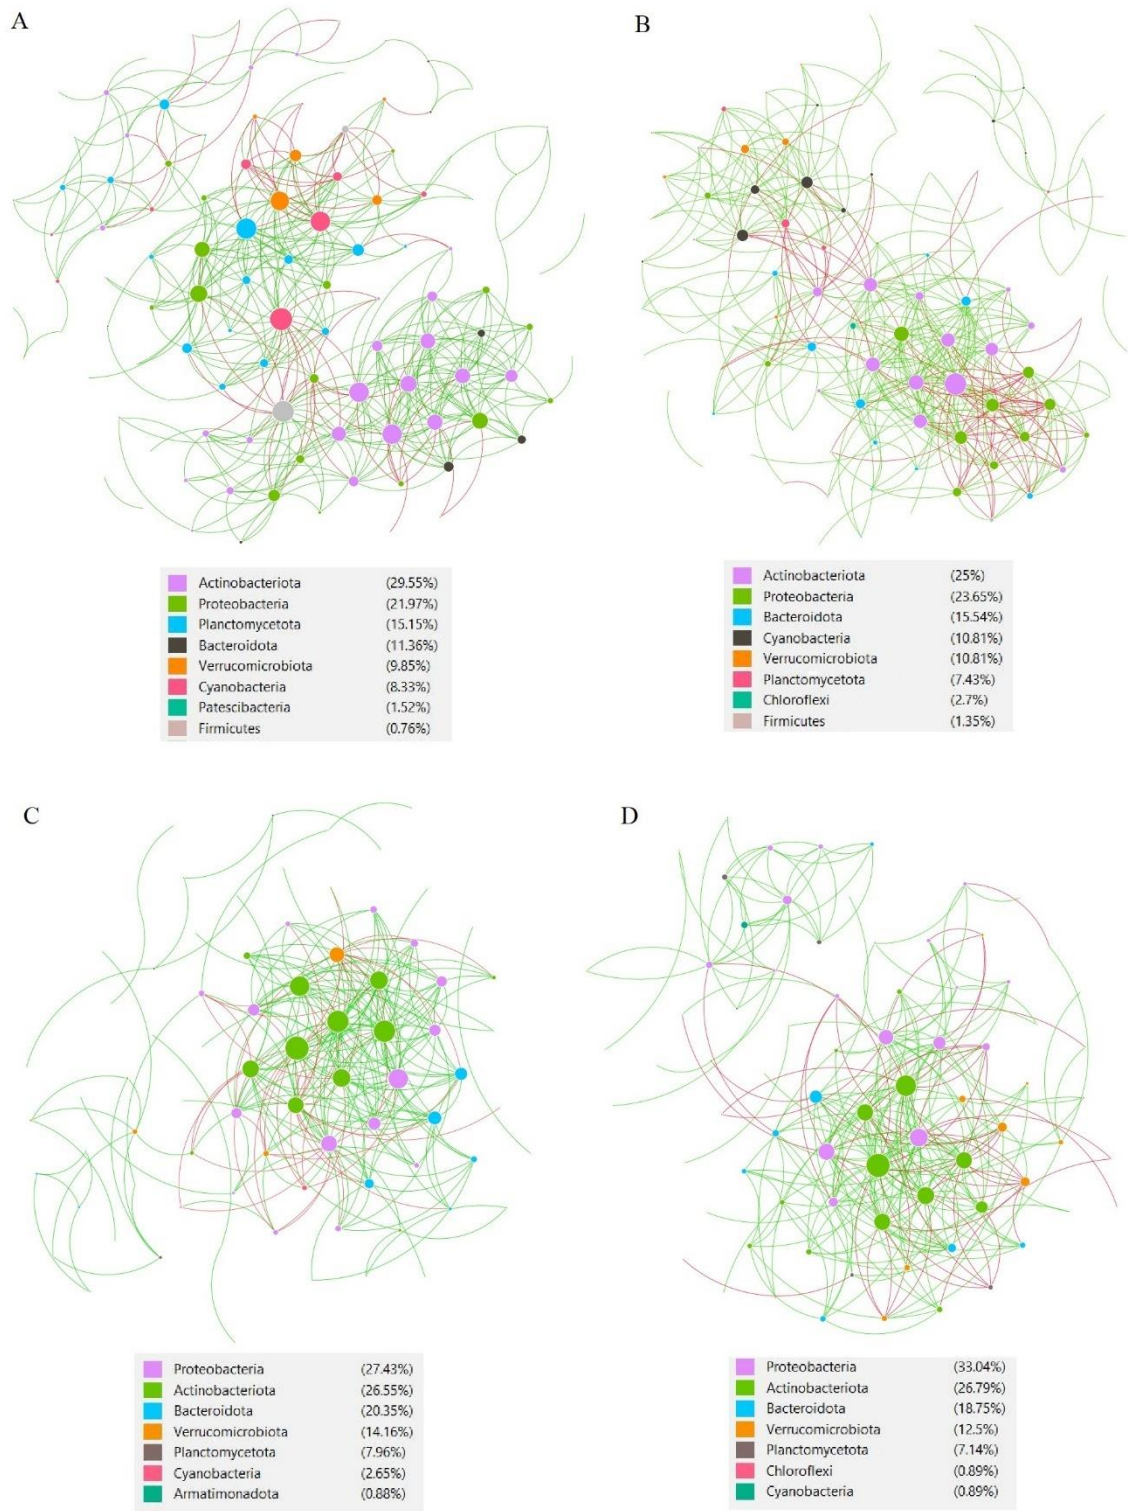 A
B
Actinobacteriota (29.55%)
Proteobacteria (21.97%)
Planctomycetota (15.15%)
Bacteroidota (11.36%)
Verrucomicrobiota (9.85%)
Cyanobacteria (8.33%)
Patescibacteria (1.52%)
Firmicutes (0.76%)
Actinobacteriota (25%)
Proteobacteria (23.65%)
Bacteroidota (15.54%)
Cyanobacteria (10.81%)
Verrucomicrobiota (10.81%)
Planctomycetota (7.43%)
Chloroflexi (2.7%)
Firmicutes (1.35%)
C
D
Proteobacteria (27.43%)
Actinobacteriota (26.55%)
Bacteroidota (20.35%)
Verrucomicrobiota (14.16%)
Planctomycetota (7.96%)
Cyanobacteria (2.65%)
Armatimonadota (0.88%)
Proteobacteria (33.04%)
Actinobacteriota (26.79%)
Bacteroidota (18.75%)
Verrucomicrobiota (12.5%)
Planctomycetota (7.14%)
Chloroflexi (0.89%)
Cyanobacteria (0.89%)